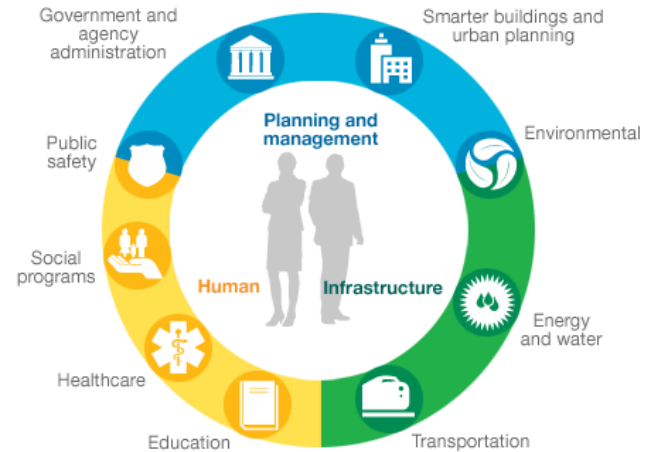 Government and
agency
administration
Smarter buildings and
urban planning
Planning and
management
Public
safety
Environmental
Social
programs
Human
Infrastructure
Energy
and water
Healthcare
Education
Transportation